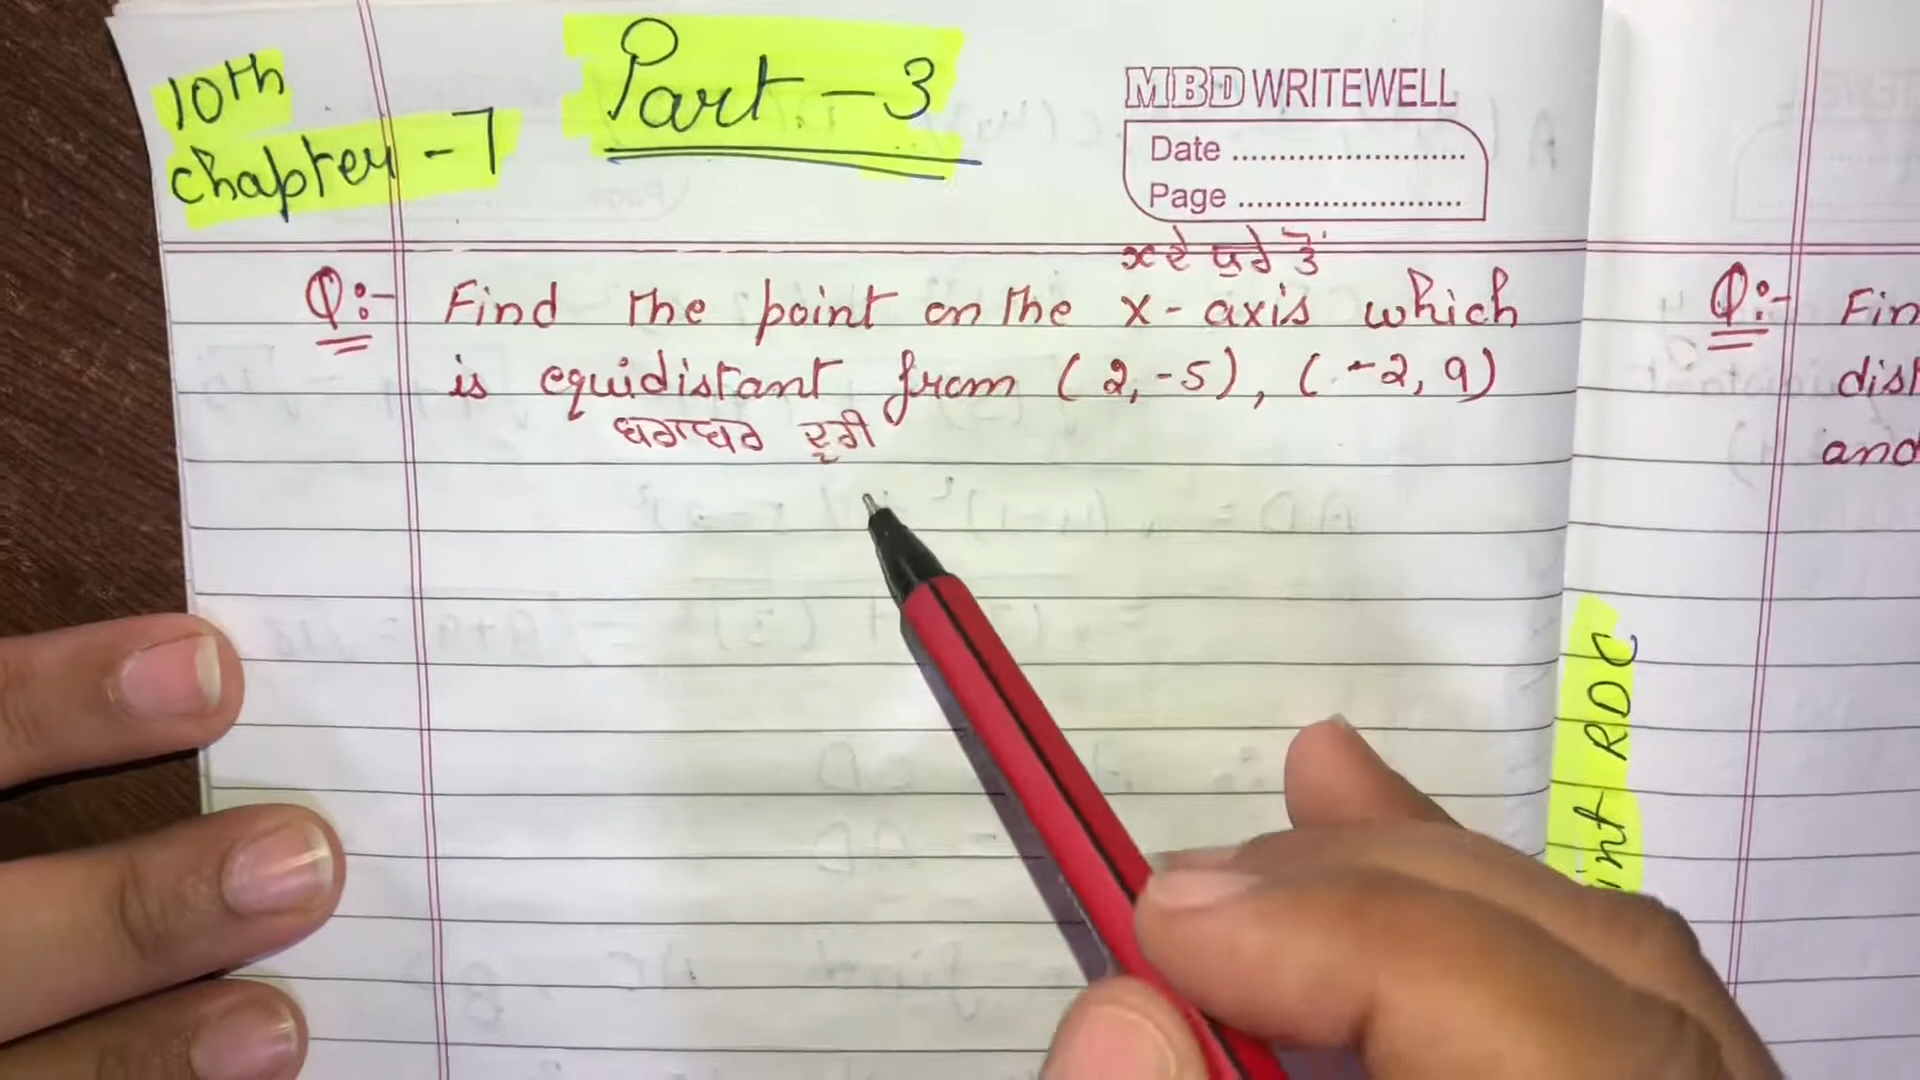 10th
Chapter - 7
Part - 3
MBD WRITEWELL
Date
Page
x ਦੇ ਧੁਰੇ ਤੇ
Q:- Find the point on the x-axis which
is equidistant from (2,-5), (-2, 9)
ਬਰਾਬਰ ਦੂਰੀ
Q:- Fin
dist
and
int RDC